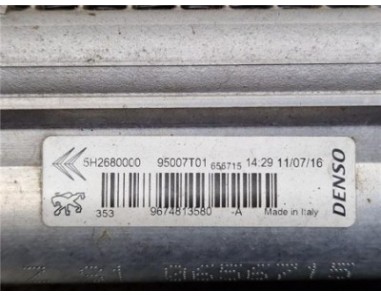 5H2680000 95007T01 656715 14:29 11/07/16
353 9674813580 -A Made in Italy
DENSO